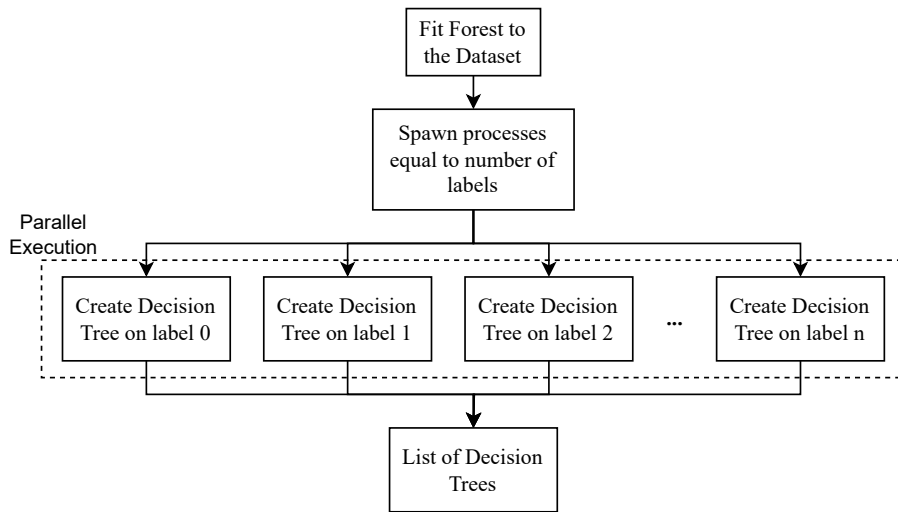 Fit Forest to
the Dataset
Spawn processes
equal to number of
labels
Parallel
Execution
Create Decision
Tree on label 0
Create Decision
Tree on label 1
Create Decision
Tree on label 2
...
Create Decision
Tree on label n
List of Decision
Trees